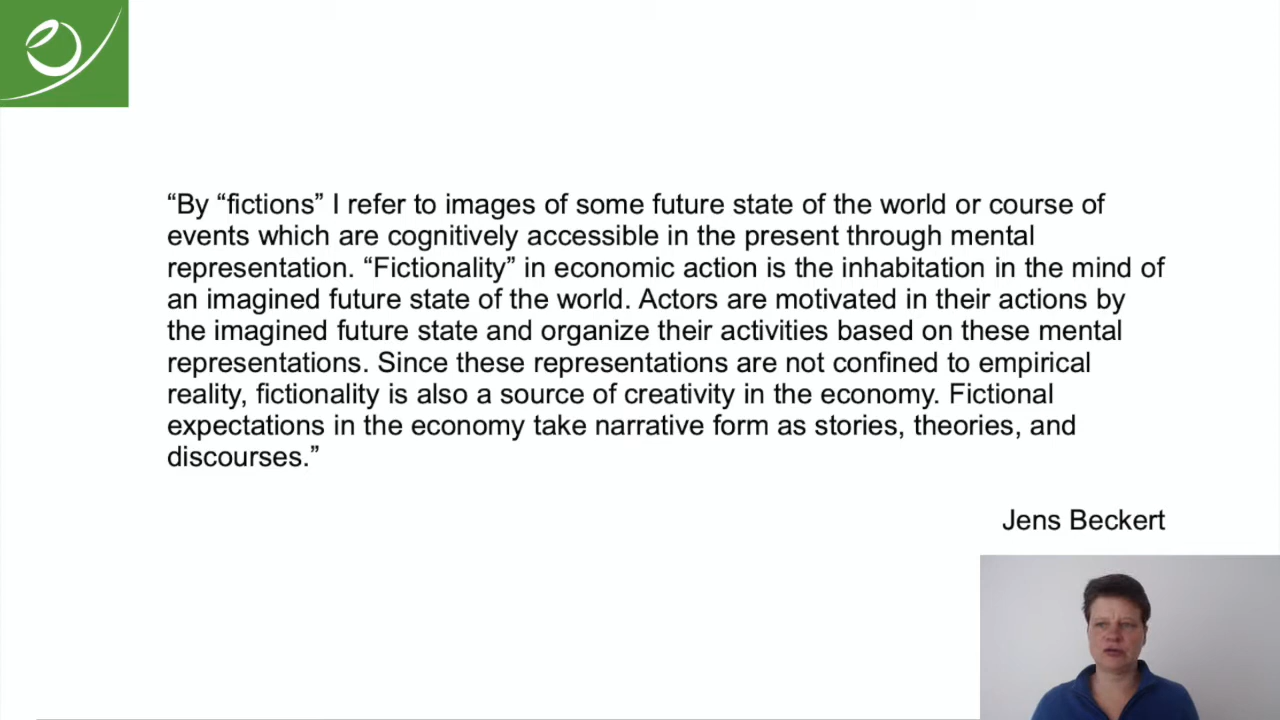 “By “fictions” I refer to images of some future state of the world or course of
events which are cognitively accessible in the present through mental
representation. “Fictionality” in economic action is the inhabitation in the mind of
an imagined future state of the world. Actors are motivated in their actions by
the imagined future state and organize their activities based on these mental
representations. Since these representations are not confined to empirical
reality, fictionality is also a source of creativity in the economy. Fictional
expectations in the economy take narrative form as stories, theories, and
discourses.”
Jens Beckert